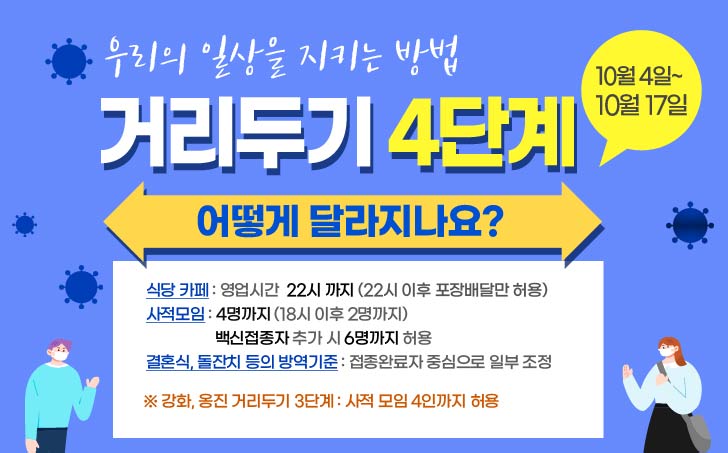 우리의 일상을 지키는 방법
10월 4일~
10월 17일
거리두기 4단계
어떻게 달라지나요?
식당 카페 : 영업시간 22시 까지 (22시 이후 포장배달만 허용)
사적모임 : 4명까지 (18시 이후 2명까지)
백신접종자 추가 시 6명까지 허용
결혼식, 돌잔치 등의 방역기준 : 접종완료자 중심으로 일부 조정
※ 강화, 옹진 거리두기 3단계 : 사적 모임 4인까지 허용